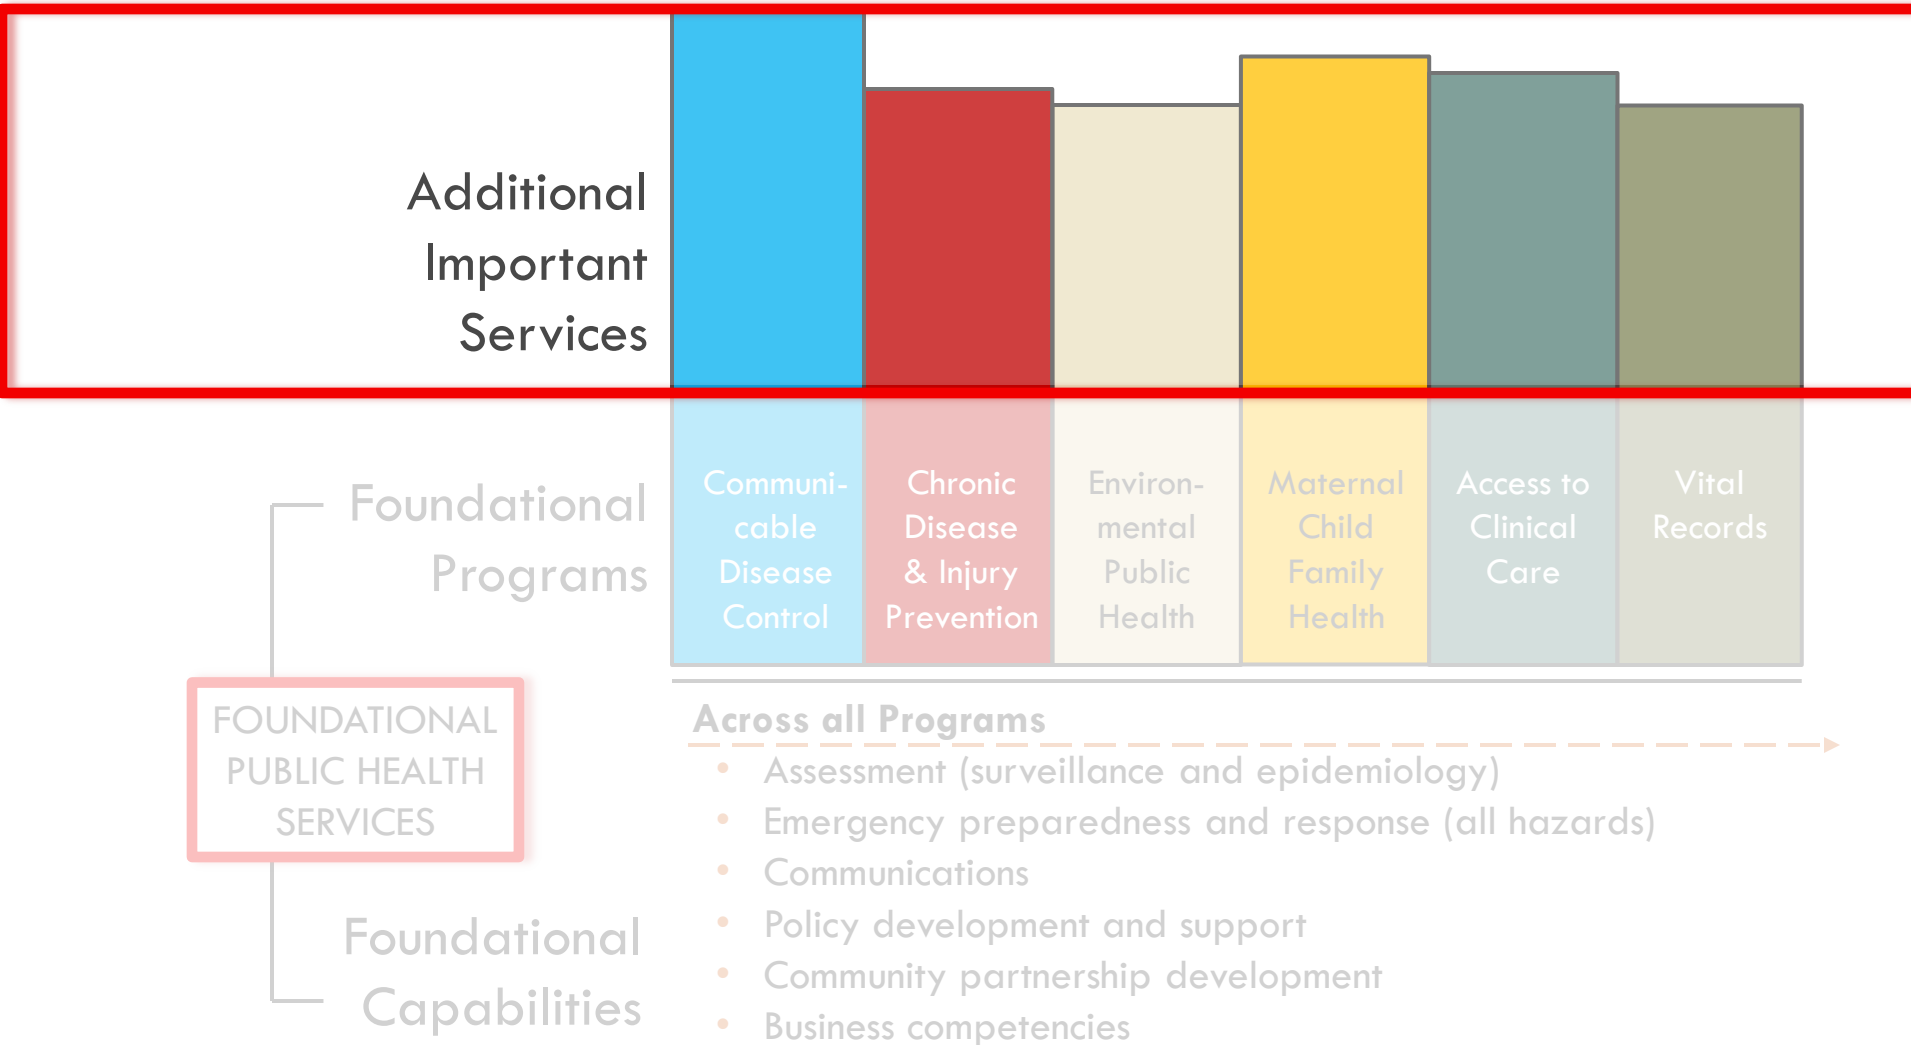 Additional
Important
Services
Foundational
Programs
Communi-
cable
Disease
Control
Chronic
Disease
& Injury
Prevention
Environ-
mental
Public
Health
Maternal
Child
Family
Health
Access to
Clinical
Care
Vital
Records
FOUNDATIONAL
PUBLIC HEALTH
SERVICES
Foundational
Capabilities
Across all Programs
• Assessment (surveillance and epidemiology)
• Emergency preparedness and response (all hazards)
• Communications
• Policy development and support
• Community partnership development
• Business competencies